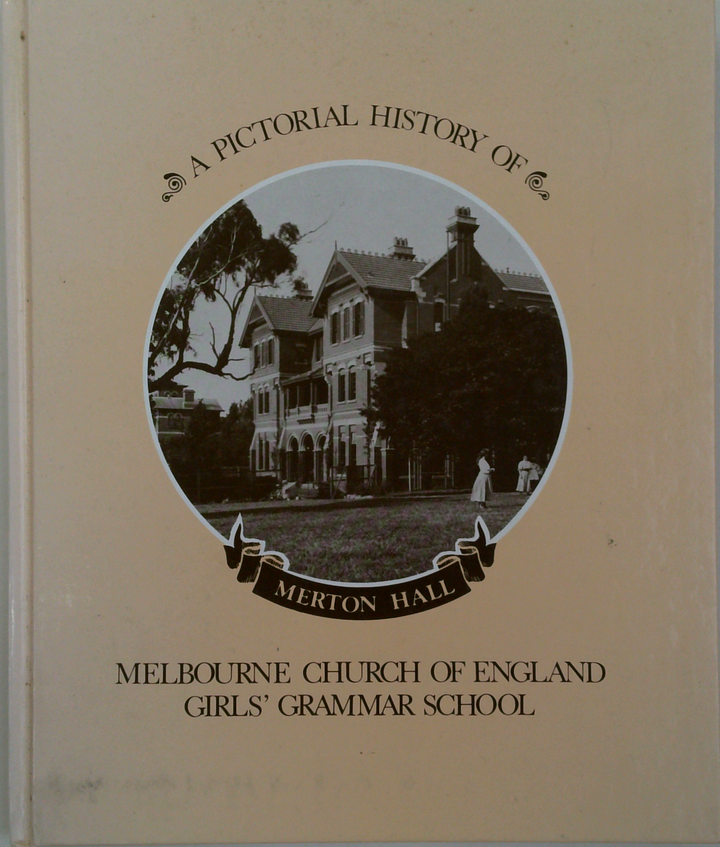 A PICTORIAL HISTORY OF
MERTON HALL
MELBOURNE CHURCH OF ENGLAND
GIRLS' GRAMMAR SCHOOL